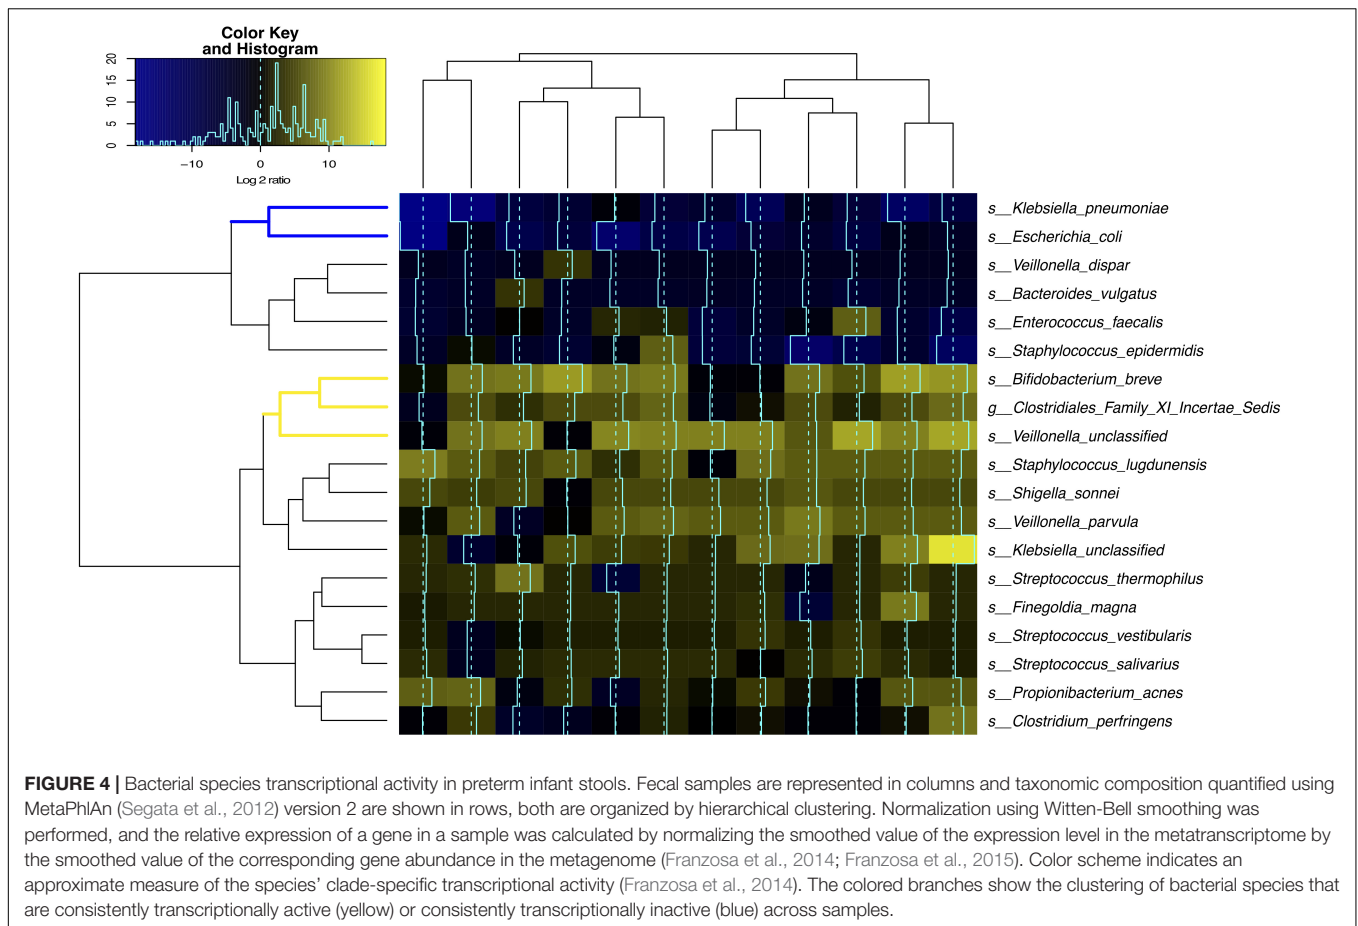 Color Key
and Histogram
20
15
10
5
0
−10 0 10
Log 2 ratio
s__Klebsiella_pneumoniae
s__Escherichia_coli
s__Veillonella_dispar
s__Bacteroides_vulgatus
s__Enterococcus_faecalis
s__Staphylococcus_epidermidis
s__Bifidobacterium_breve
g__Clostridiales_Family_XI_Incertae_Sedis
s__Veillonella_unclassified
s__Staphylococcus_lugdunensis
s__Shigella_sonnei
s__Veillonella_parvula
s__Klebsiella_unclassified
s__Streptococcus_thermophilus
s__Finegoldia_magna
s__Streptococcus_vestibularis
s__Streptococcus_salivarius
s__Propionibacterium_acnes
s__Clostridium_perfringens
FIGURE 4 | Bacterial species transcriptional activity in preterm infant stools. Fecal samples are represented in columns and taxonomic composition quantified using
MetaPhlAn (Segata et al., 2012) version 2 are shown in rows, both are organized by hierarchical clustering. Normalization using Witten-Bell smoothing was
performed, and the relative expression of a gene in a sample was calculated by normalizing the smoothed value of the expression level in the metatranscriptome by
the smoothed value of the corresponding gene abundance in the metagenome (Franzosa et al., 2014; Franzosa et al., 2015). Color scheme indicates an
approximate measure of the species' clade-specific transcriptional activity (Franzosa et al., 2014). The colored branches show the clustering of bacterial species that
are consistently transcriptionally active (yellow) or consistently transcriptionally inactive (blue) across samples.